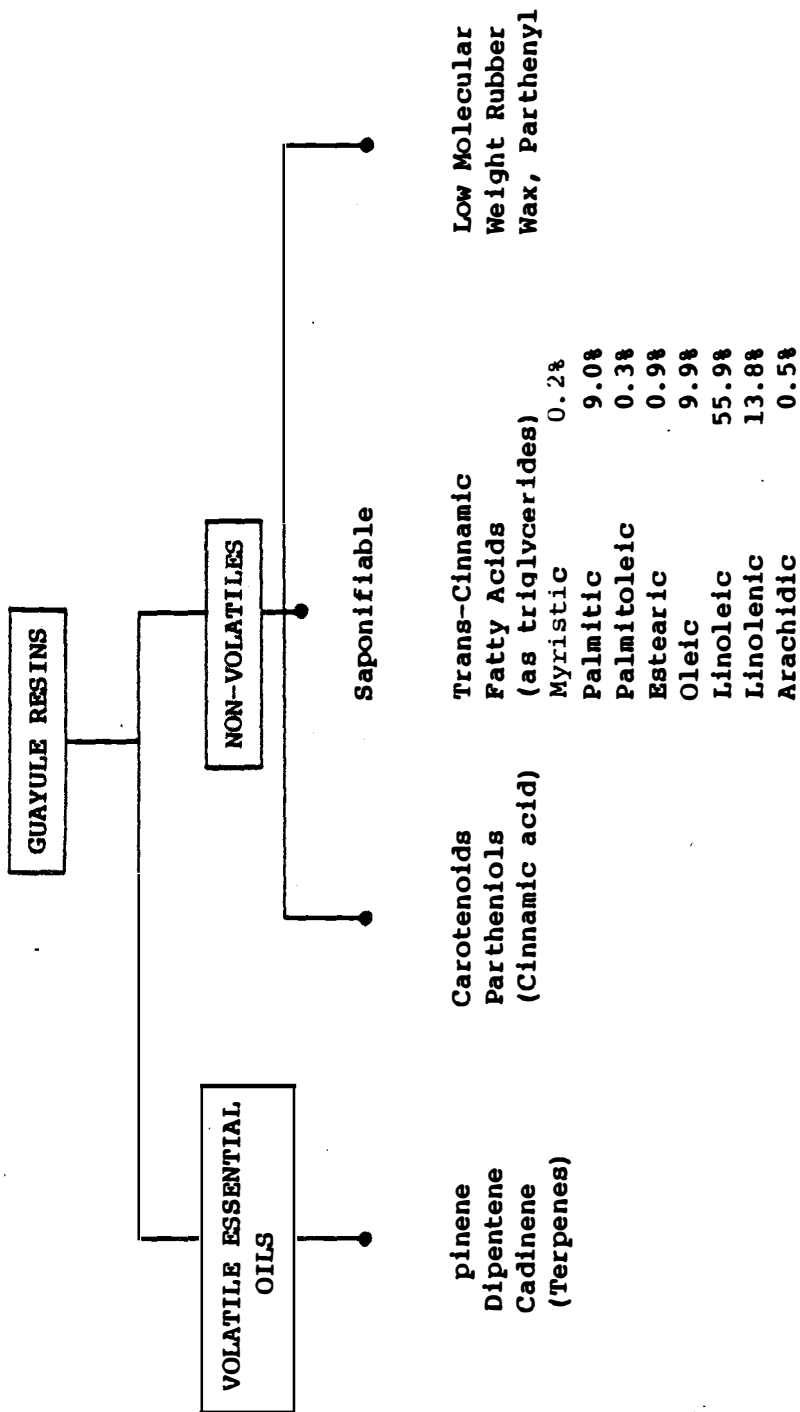 GUAYULE RESINS
VOLATILE ESSENTIAL
OILS
NON-VOLATILES
pinene
Dipentene
Cadinene
(Terpenes)
Carotenoids
Partheniols
(Cinnamic acid)
Saponifiable
Trans-Cinnamic
Fatty Acids
(as triglycerides)
Myristic 0.2%
Palmitic 9.0%
Palmitoleic 0.3%
Estearic 0.9%
Oleic 9.9%
Linoleic 55.9%
Linolenic 13.8%
Arachidic 0.5%
Low Molecular
Weight Rubber
Wax, Parthenyl